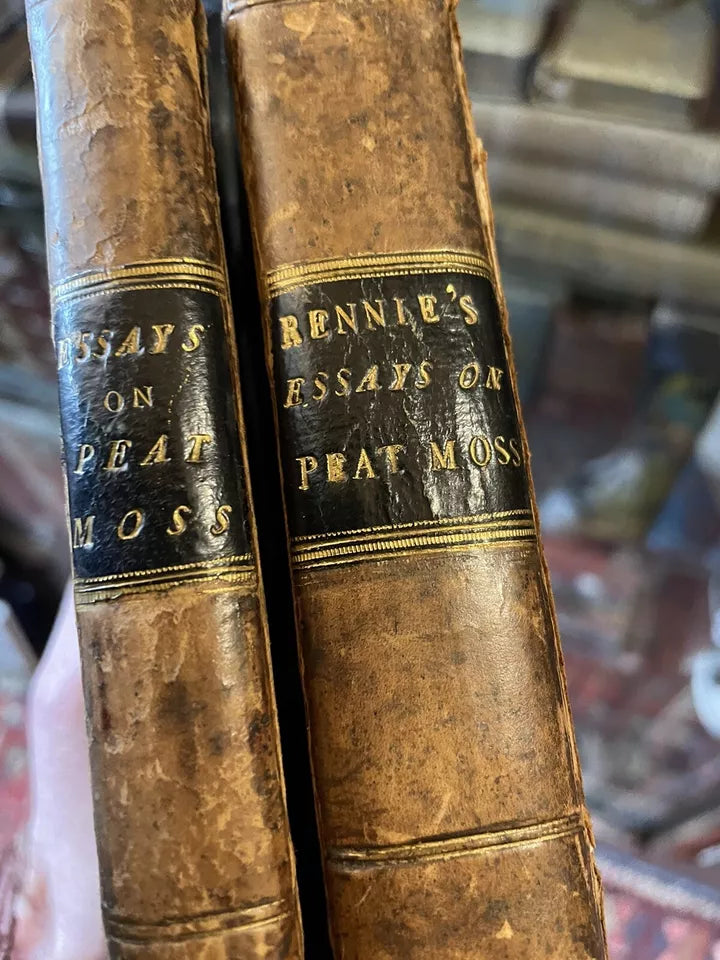 ESSAYS
ON
PEAT
MOSS
RENNIE'S
ESSAYS ON
PEAT MOSS